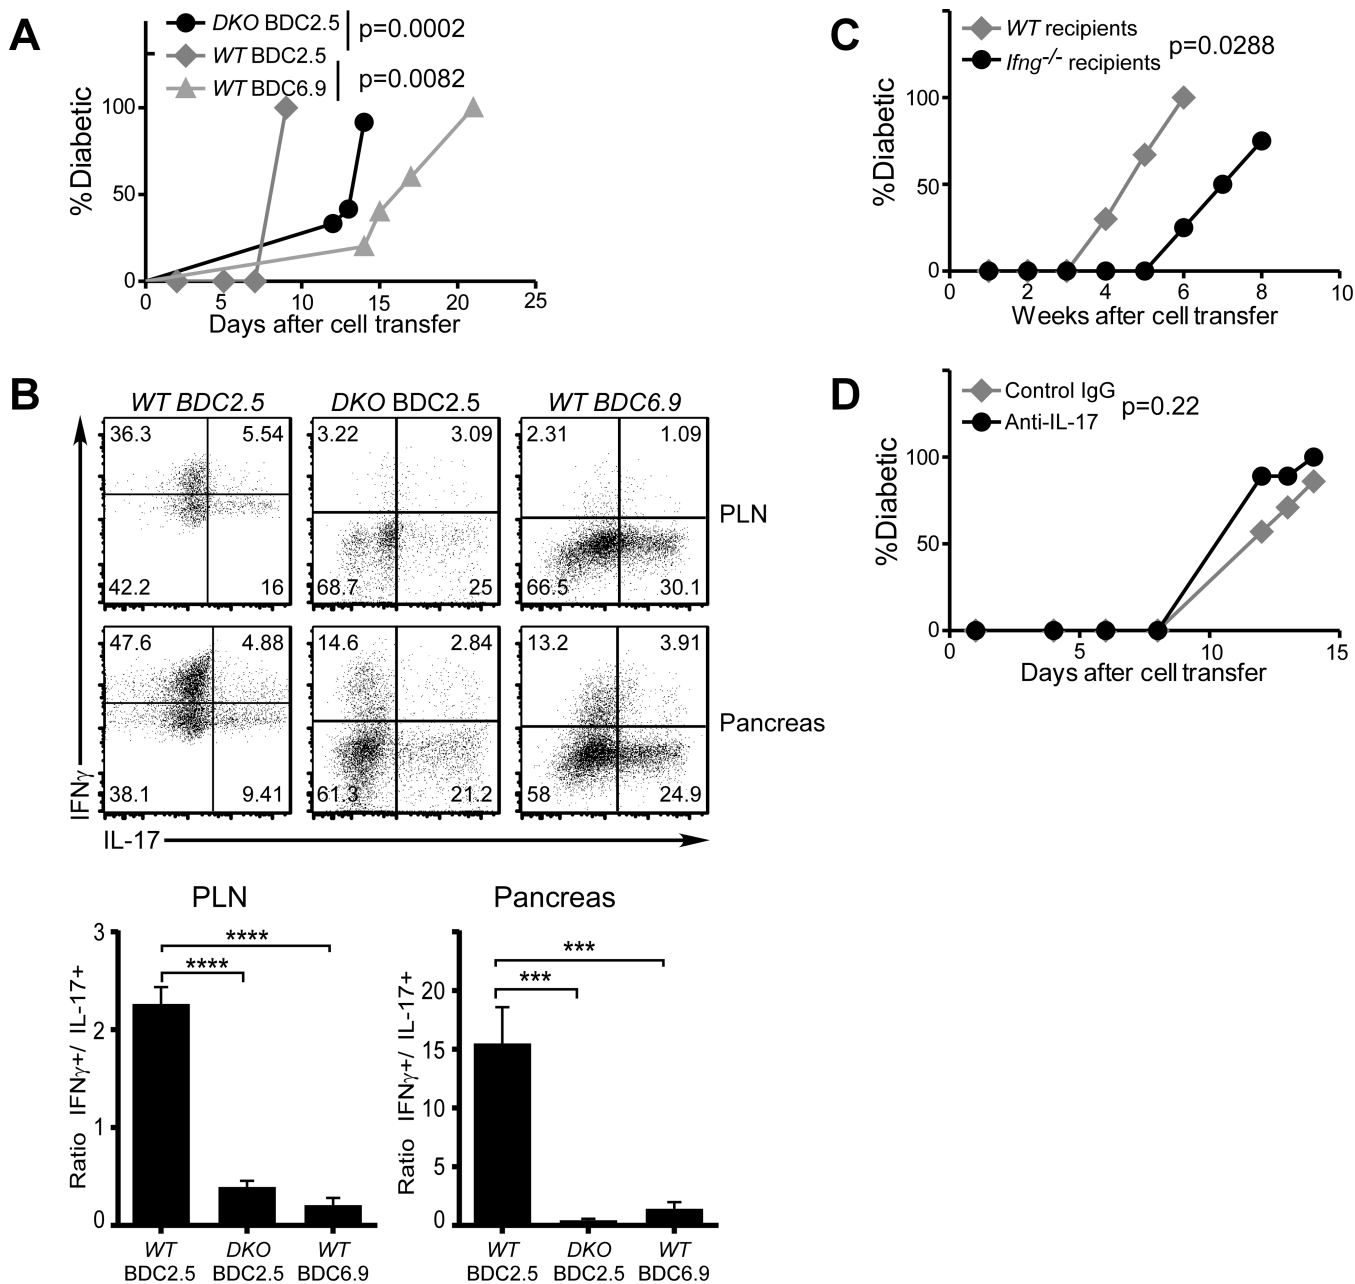 A
DKO BDC2.5
p=0.0002
WT BDC2.5
WT BDC6.9
p=0.0082
%Diabetic
100
50
0
0 5 10 15 20 25
Days after cell transfer
C
WT recipients
p=0.0288
Ifng-/- recipients
%Diabetic
100
50
0
0 2 4 6 8 10
Weeks after cell transfer
B
WT BDC2.5 DKO BDC2.5 WT BDC6.9
36.3 5.54 3.22 3.09 2.31 1.09
PLN
42.2 16 68.7 25 66.5 30.1
47.6 4.88 14.6 2.84 13.2 3.91
Pancreas
38.1 9.41 61.3 21.2 58 24.9
IFNγ
IL-17
D
Control IgG
p=0.22
Anti-IL-17
%Diabetic
100
50
0
0 5 10 15
Days after cell transfer
PLN
Ratio IFNγ+/ IL-17+
3
2
1
0
****
****
WT DKO WT
BDC2.5 BDC2.5 BDC6.9
Pancreas
Ratio IFNγ+/ IL-17+
20
15
10
5
0
***
***
WT DKO WT
BDC2.5 BDC2.5 BDC6.9